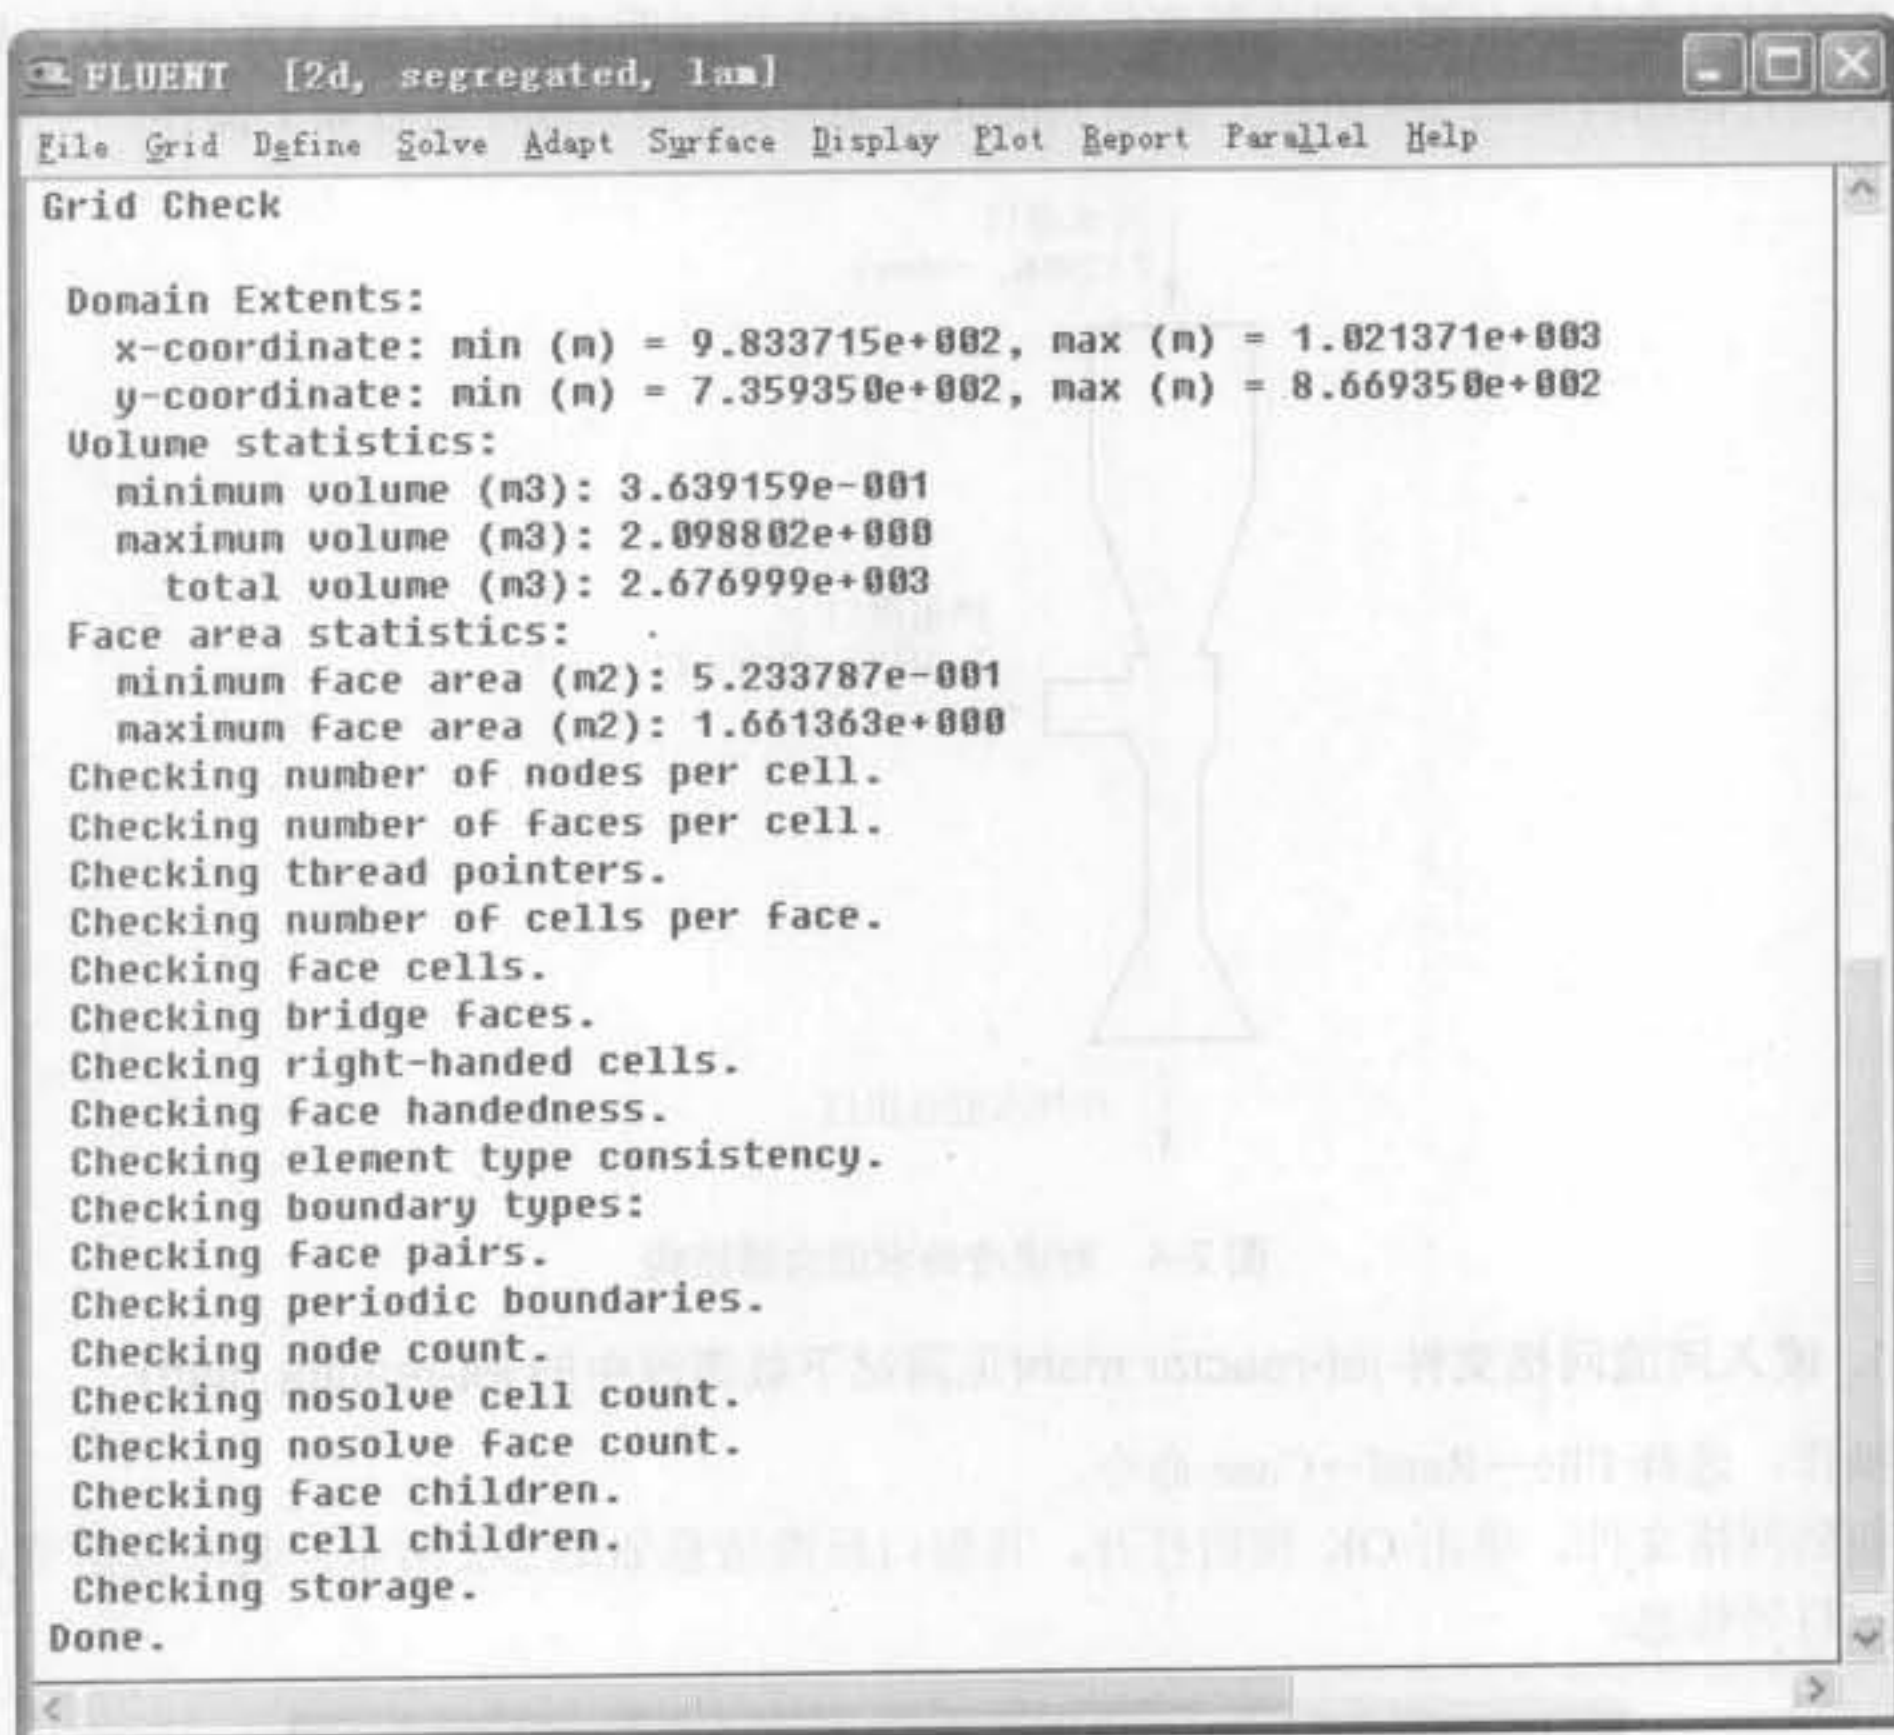 FLUENT [2d, segregated, lam]
File Grid Define Solve Adapt Surface Display Plot Report Parallel Help
Grid Check
Domain Extents:
x-coordinate: min (m) = 9.833715e+002, max (m) = 1.021371e+003
y-coordinate: min (m) = 7.359350e+002, max (m) = 8.669350e+002
Volume statistics:
minimum volume (m3): 3.639159e-001
maximum volume (m3): 2.098802e+000
total volume (m3): 2.676999e+003
Face area statistics:
minimum face area (m2): 5.233787e-001
maximum face area (m2): 1.661363e+000
Checking number of nodes per cell.
Checking number of faces per cell.
Checking thread pointers.
Checking number of cells per face.
Checking face cells.
Checking bridge faces.
Checking right-handed cells.
Checking face handedness.
Checking element type consistency.
Checking boundary types:
Checking face pairs.
Checking periodic boundaries.
Checking node count.
Checking nosolve cell count.
Checking nosolve face count.
Checking face children.
Checking cell children.
Checking storage.
Done.